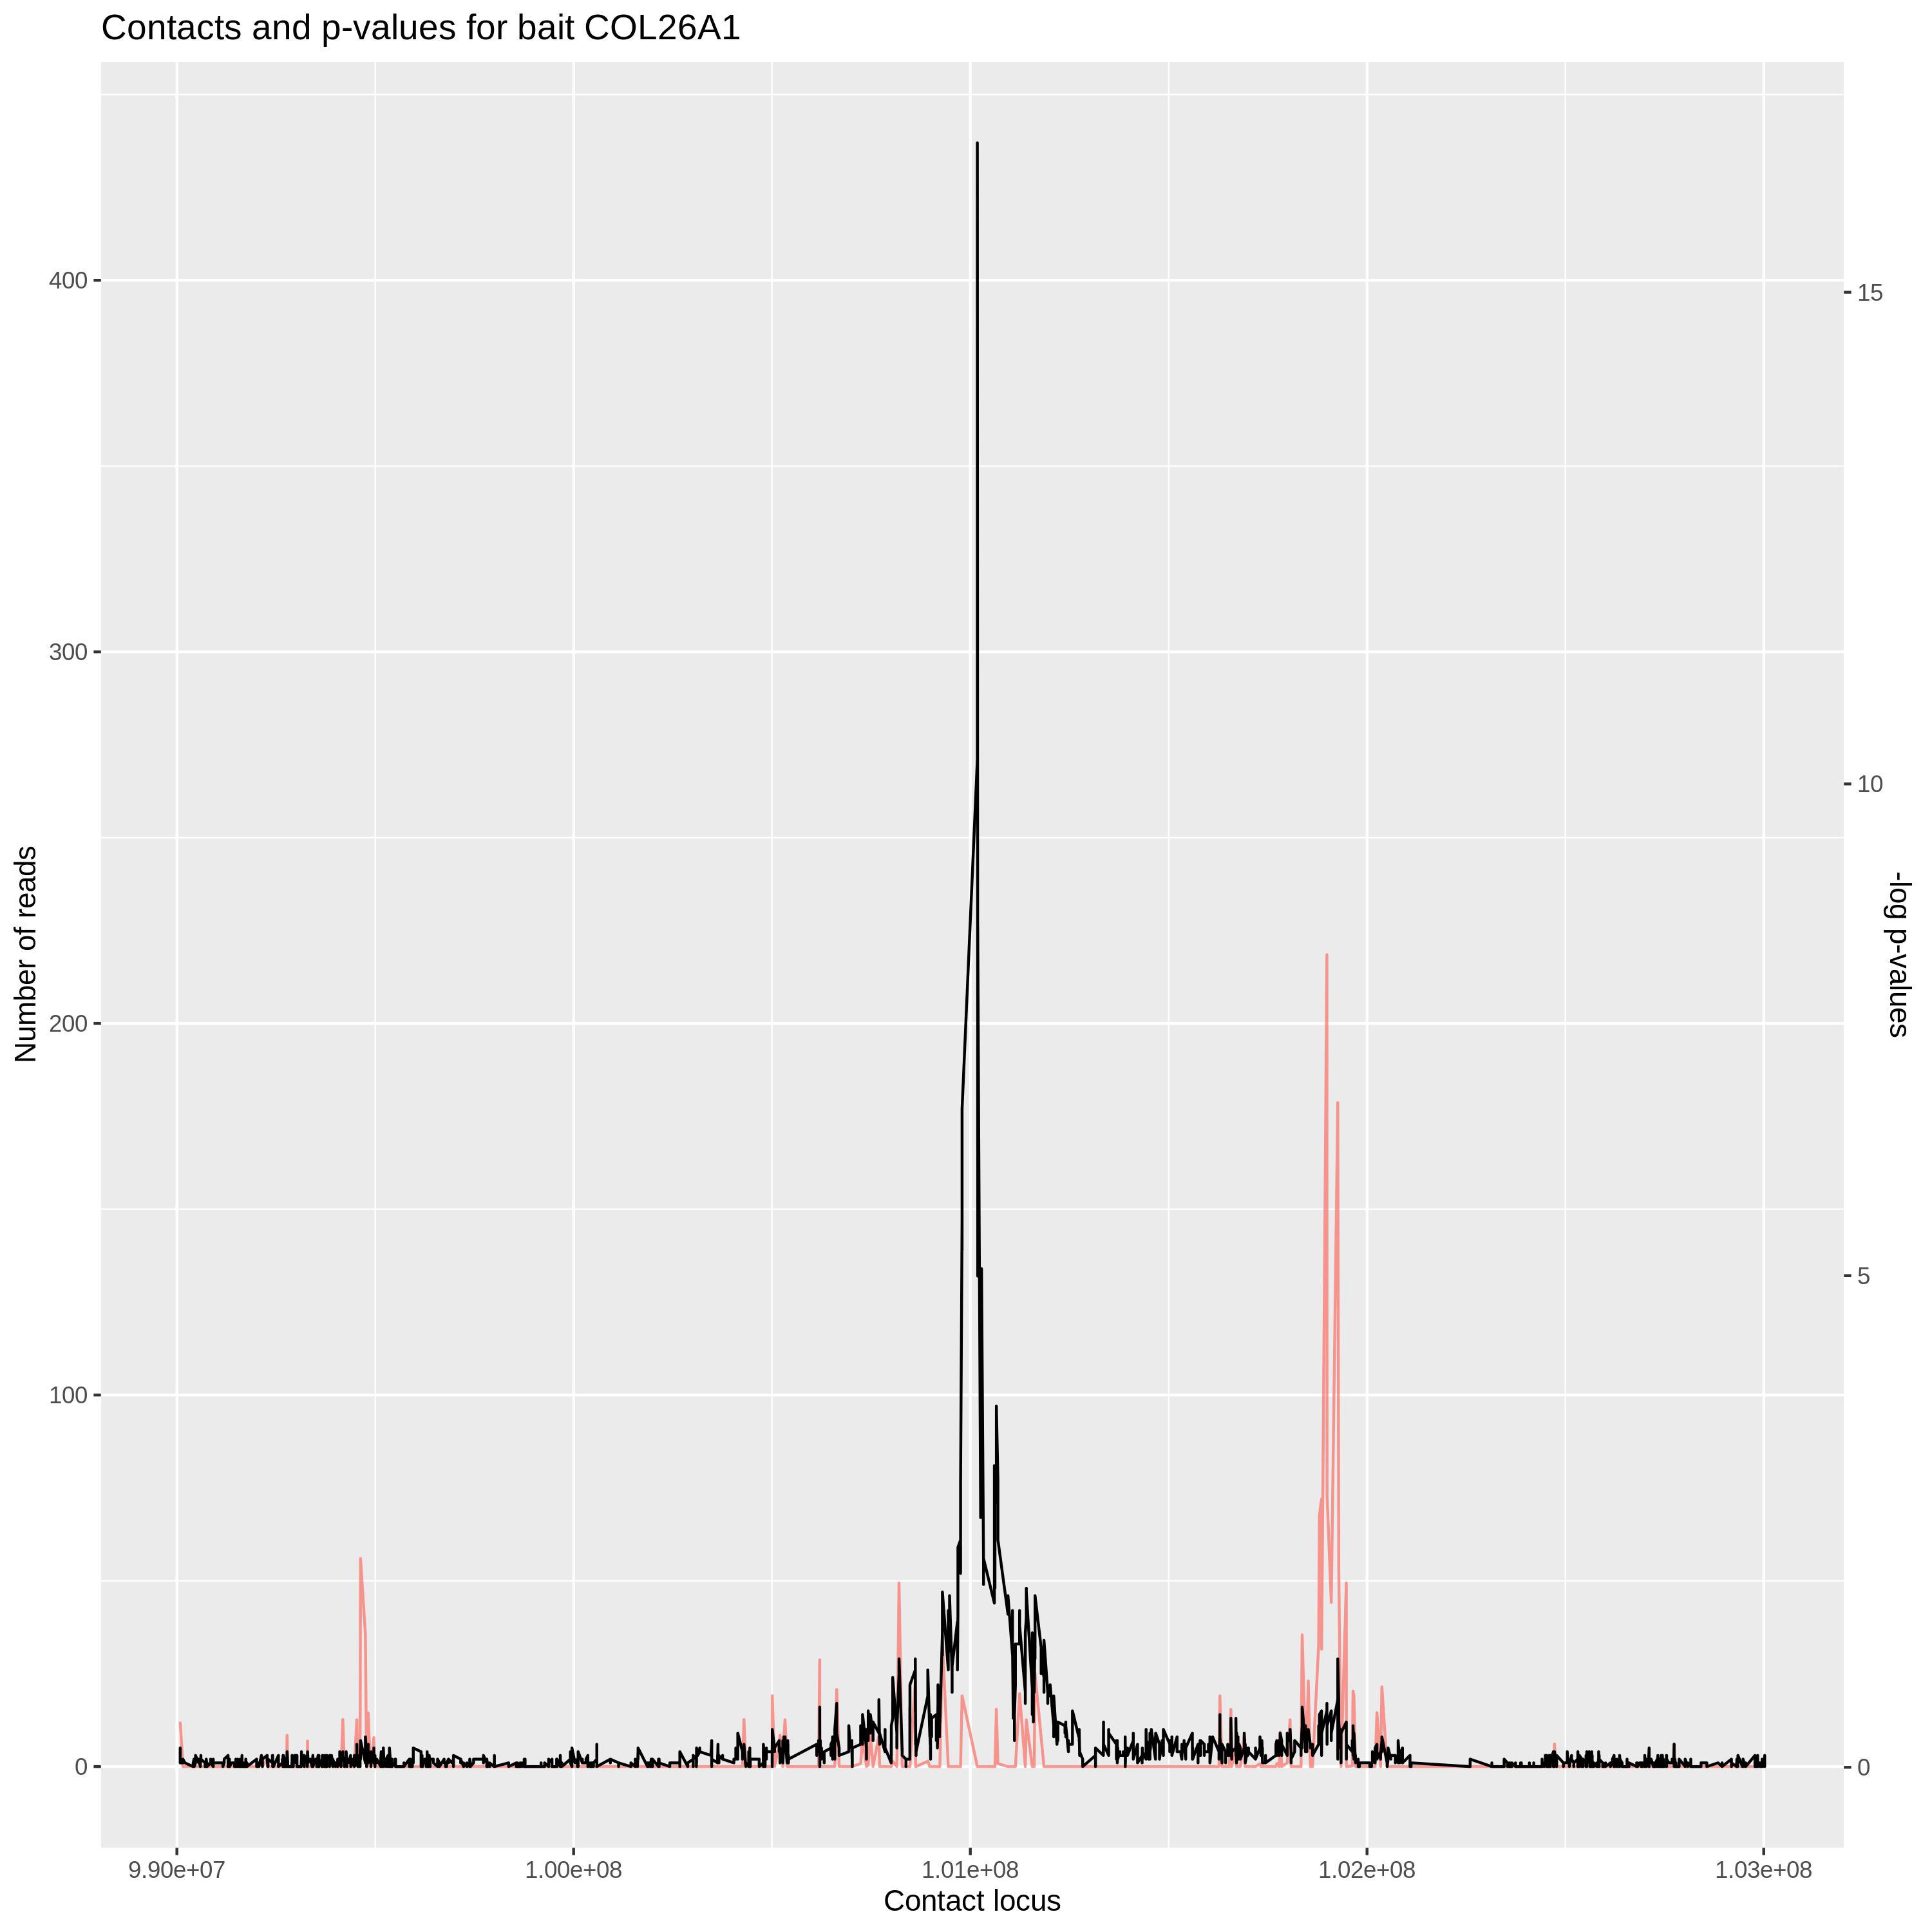 Contacts and p-values for bait COL26A1
Number of reads
400
300
200
100
0
15
10
5
0
-log p-values
9.90e+07
1.00e+08
1.01e+08
1.02e+08
1.03e+08
Contact locus